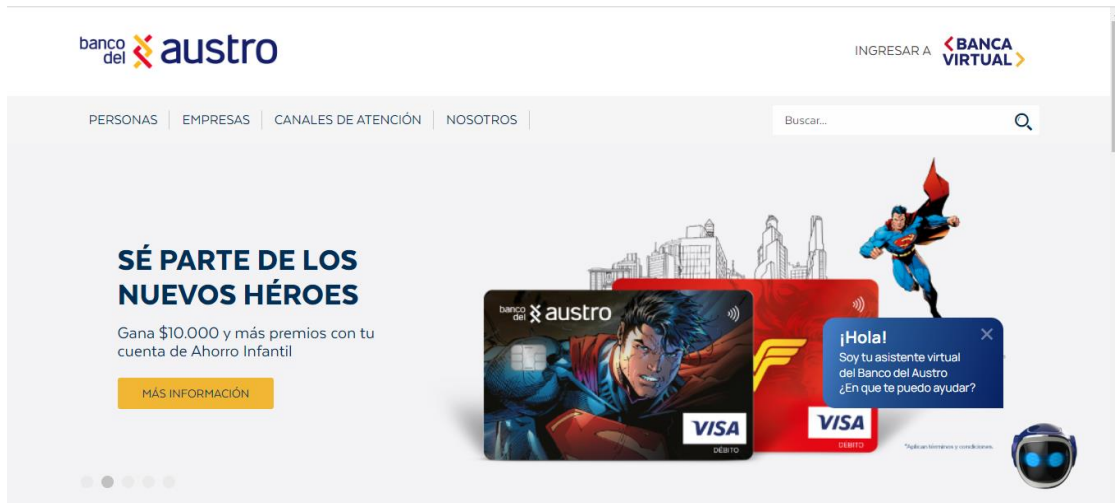 banco
del austro
INGRESAR A
BANCA
VIRTUAL
PERSONAS
EMPRESAS
CANALES DE ATENCIÓN
NOSOTROS
Buscar...
SÉ PARTE DE LOS
NUEVOS HÉROES
Gana $10.000 y más premios con tu
cuenta de Ahorro Infantil
MÁS INFORMACIÓN
banco
del austro
VISA
DÉBITO
VISA
DÉBITO
¡Hola!
Soy tu asistente virtual
del Banco del Austro
¿En que te puedo ayudar?
*Aplican términos y condiciones.